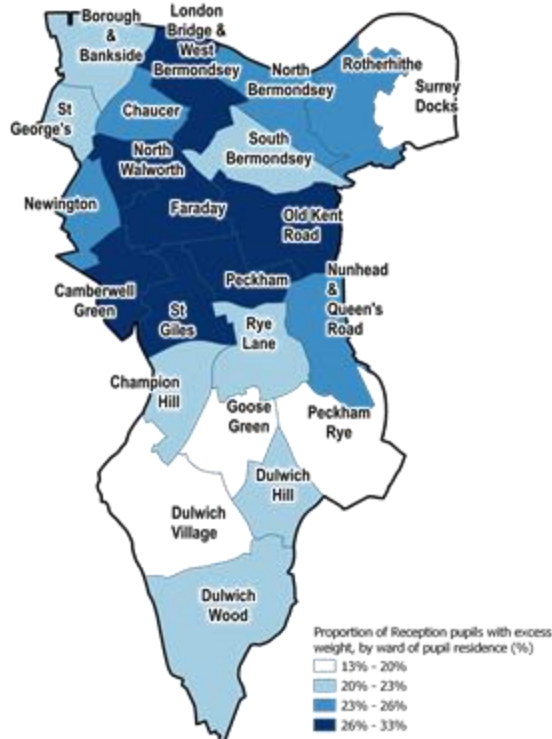 Borough
&
Bankside
London
Bridge &
West
Bermondsey
North
Bermondsey
Rotherhithe
Surrey
Docks
St
George's
Chaucer
South
Bermondsey
North
Walworth
Newington
Faraday
Old Kent
Road
Camberwell
Green
St
Giles
Peckham
Nunhead
&
Queen's
Road
Rye
Lane
Champion
Hill
Goose
Green
Peckham
Rye
Dulwich
Hill
Dulwich
Village
Dulwich
Wood
Proportion of Reception pupils with excess
weight, by ward of pupil residence (%)
13% - 20%
20% - 23%
23% - 26%
26% - 33%